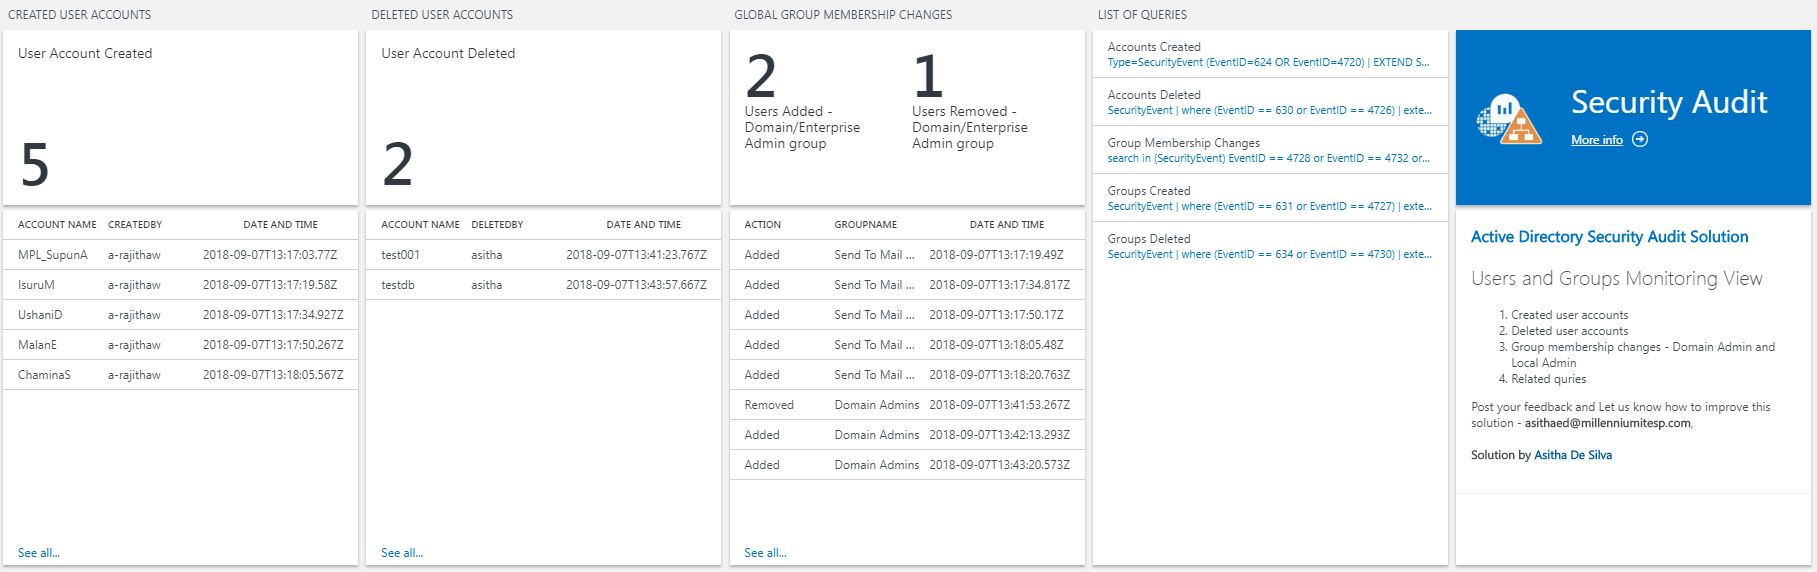 CREATED USER ACCOUNTS
User Account Created
5
ACCOUNT NAME CREATEDBY DATE AND TIME
MPL_SupunA a-rajithaw 2018-09-07T13:17:03.77Z
IsuruM a-rajithaw 2018-09-07T13:17:19.58Z
UshaniD a-rajithaw 2018-09-07T13:17:34.927Z
MalanE a-rajithaw 2018-09-07T13:17:50.267Z
ChaminaS a-rajithaw 2018-09-07T13:18:05.567Z
See all...
DELETED USER ACCOUNTS
User Account Deleted
2
ACCOUNT NAME DELETEDBY DATE AND TIME
test001 asitha 2018-09-07T13:41:23.767Z
testdb asitha 2018-09-07T13:43:57.667Z
See all...
GLOBAL GROUP MEMBERSHIP CHANGES
2
Users Added -
Domain/Enterprise
Admin group
1
Users Removed -
Domain/Enterprise
Admin group
ACTION GROUPNAME DATE AND TIME
Added Send To Mail ... 2018-09-07T13:17:19.49Z
Added Send To Mail ... 2018-09-07T13:17:34.817Z
Added Send To Mail ... 2018-09-07T13:17:50.17Z
Added Send To Mail ... 2018-09-07T13:18:05.48Z
Added Send To Mail ... 2018-09-07T13:18:20.763Z
Removed Domain Admins 2018-09-07T13:41:53.267Z
Added Domain Admins 2018-09-07T13:42:13.293Z
Added Domain Admins 2018-09-07T13:43:20.573Z
See all...
LIST OF QUERIES
Accounts Created
Type=SecurityEvent (EventID=624 OR EventID=4720) | EXTEND S...
Accounts Deleted
SecurityEvent | where (EventID == 630 or EventID == 4726) | exte...
Group Membership Changes
search in (SecurityEvent) EventID == 4728 or EventID == 4732 or...
Groups Created
SecurityEvent | where (EventID == 631 or EventID == 4727) | exte...
Groups Deleted
SecurityEvent | where (EventID == 634 or EventID == 4730) | exte...
Security Audit
More info
Active Directory Security Audit Solution
Users and Groups Monitoring View
1. Created user accounts
2. Deleted user accounts
3. Group membership changes - Domain Admin and
Local Admin
4. Related quries
Post your feedback and Let us know how to improve this
solution - asithaed@millenniumitesp.com,
Solution by Asitha De Silva